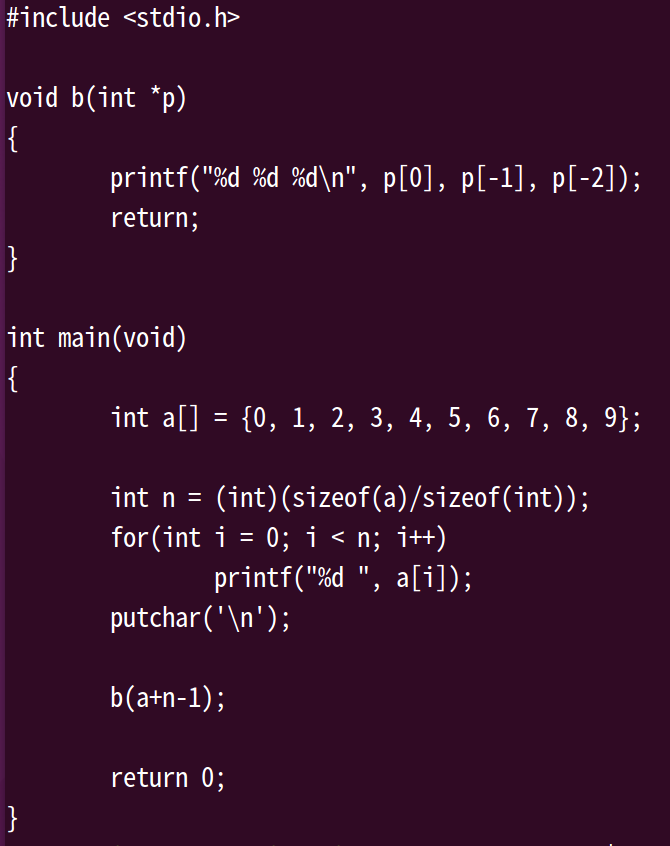 #include <stdio.h>

void b(int *p)
{
        printf("%d %d %d\n", p[0], p[-1], p[-2]);
        return;
}

int main(void)
{
        int a[] = {0, 1, 2, 3, 4, 5, 6, 7, 8, 9};

        int n = (int)(sizeof(a)/sizeof(int));
        for(int i = 0; i < n; i++)
                printf("%d ", a[i]);
        putchar('\n');

        b(a+n-1);

        return 0;
}